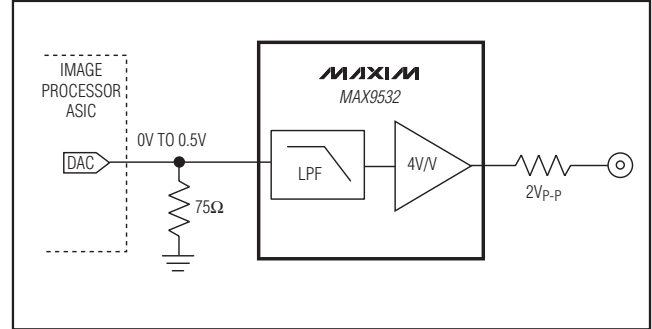 IMAGE
PROCESSOR
ASIC
DAC
0V TO 0.5V
75Ω
MAXIM
MAX9532
LPF
4V/V
2VP-P